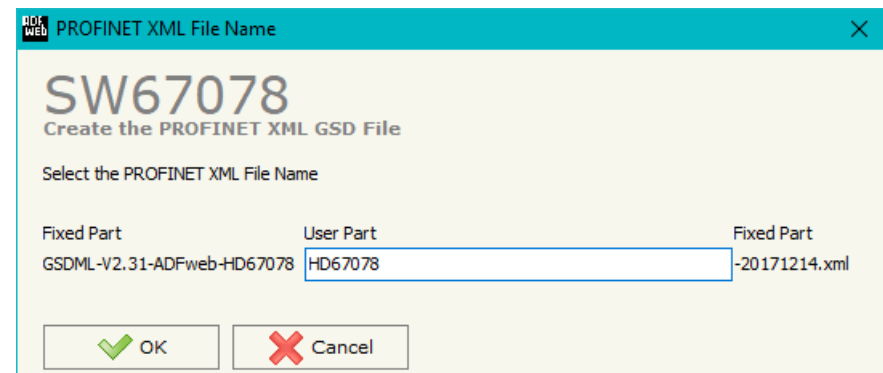 ADF
WEB PROFINET XML File Name
SW67078
Create the PROFINET XML GSD File
Select the PROFINET XML File Name
Fixed Part User Part Fixed Part
GSDML-V2.31-ADFweb-HD67078 HD67078 -20171214.xml
OK Cancel